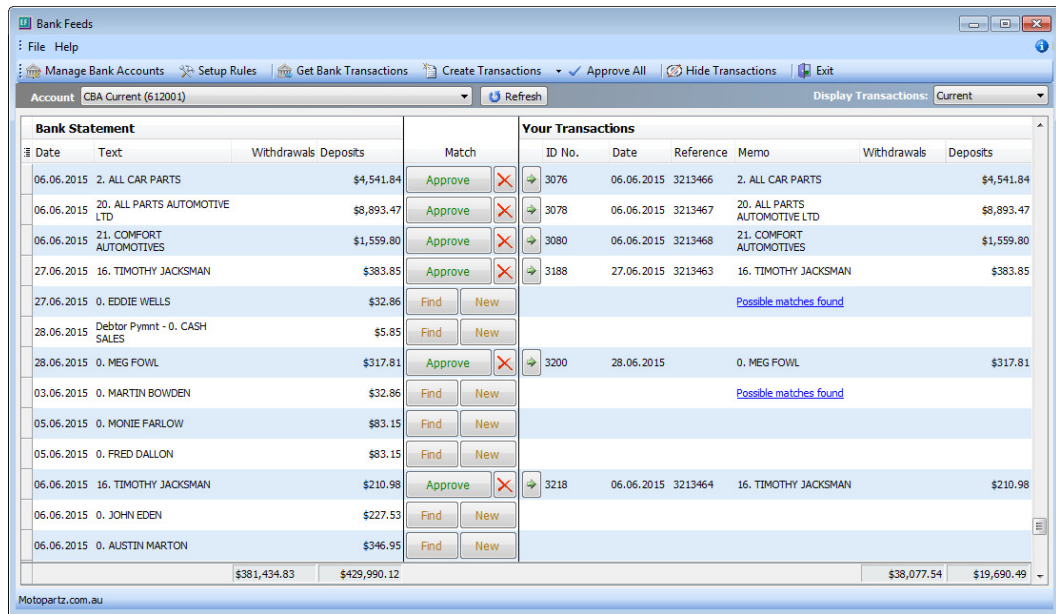 Bank Feeds
File Help
Manage Bank Accounts Setup Rules Get Bank Transactions Create Transactions Approve All Hide Transactions Exit
Account CBA Current (612001) Refresh Display Transactions: Current
Bank Statement Your Transactions
Date Text Withdrawals Deposits Match ID No. Date Reference Memo Withdrawals Deposits
06.06.2015 2. ALL CAR PARTS $4,541.84 Approve 3076 06.06.2015 3213466 2. ALL CAR PARTS $4,541.84
06.06.2015 20. ALL PARTS AUTOMOTIVE LTD $8,893.47 Approve 3078 06.06.2015 3213467 20. ALL PARTS AUTOMOTIVE LTD $8,893.47
06.06.2015 21. COMFORT AUTOMOTIVES $1,559.80 Approve 3080 06.06.2015 3213468 21. COMFORT AUTOMOTIVES $1,559.80
27.06.2015 16. TIMOTHY JACKSMAN $383.85 Approve 3188 27.06.2015 3213463 16. TIMOTHY JACKSMAN $383.85
27.06.2015 0. EDDIE WELLS $32.86 Find New Possible matches found
28.06.2015 Debtor Pymnt - 0. CASH SALES $5.85 Find New
28.06.2015 0. MEG FOWL $317.81 Approve 3200 28.06.2015 0. MEG FOWL $317.81
03.06.2015 0. MARTIN BOWDEN $32.86 Find New Possible matches found
05.06.2015 0. MONIE FARLOW $83.15 Find New
05.06.2015 0. FRED DALLON $83.15 Find New
06.06.2015 16. TIMOTHY JACKSMAN $210.98 Approve 3218 06.06.2015 3213464 16. TIMOTHY JACKSMAN $210.98
06.06.2015 0. JOHN EDEN $227.53 Find New
06.06.2015 0. AUSTIN MARTON $346.95 Find New
$381,434.83 $429,990.12 $38,077.54 $19,690.49
Motopartz.com.au